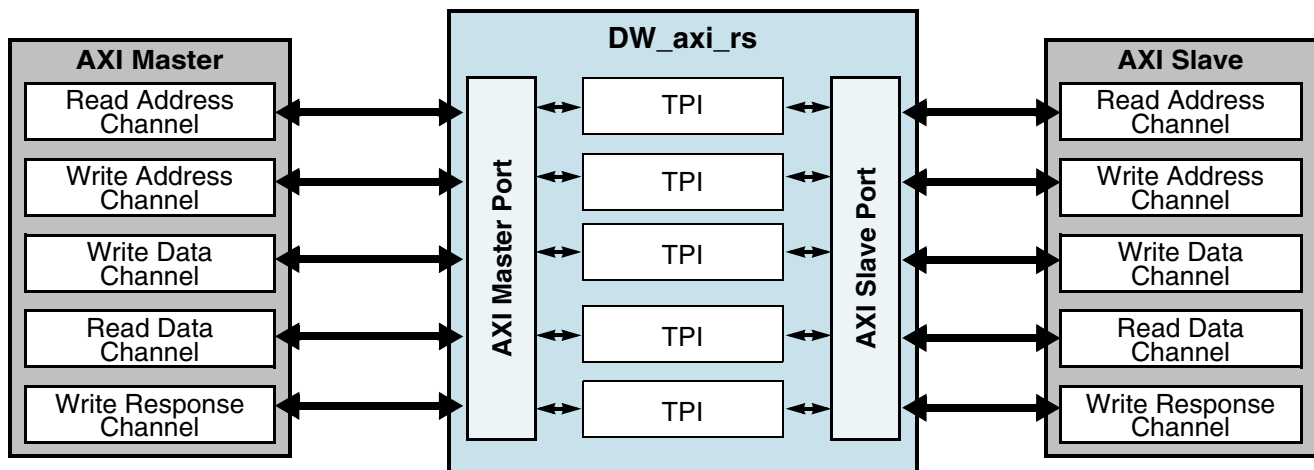 DW_axi_rs
AXI Master
Read Address
Channel
Write Address
Channel
Write Data
Channel
Read Data
Channel
Write Response
Channel
AXI Master Port
TPI
TPI
TPI
TPI
TPI
AXI Slave Port
AXI Slave
Read Address
Channel
Write Address
Channel
Write Data
Channel
Read Data
Channel
Write Response
Channel